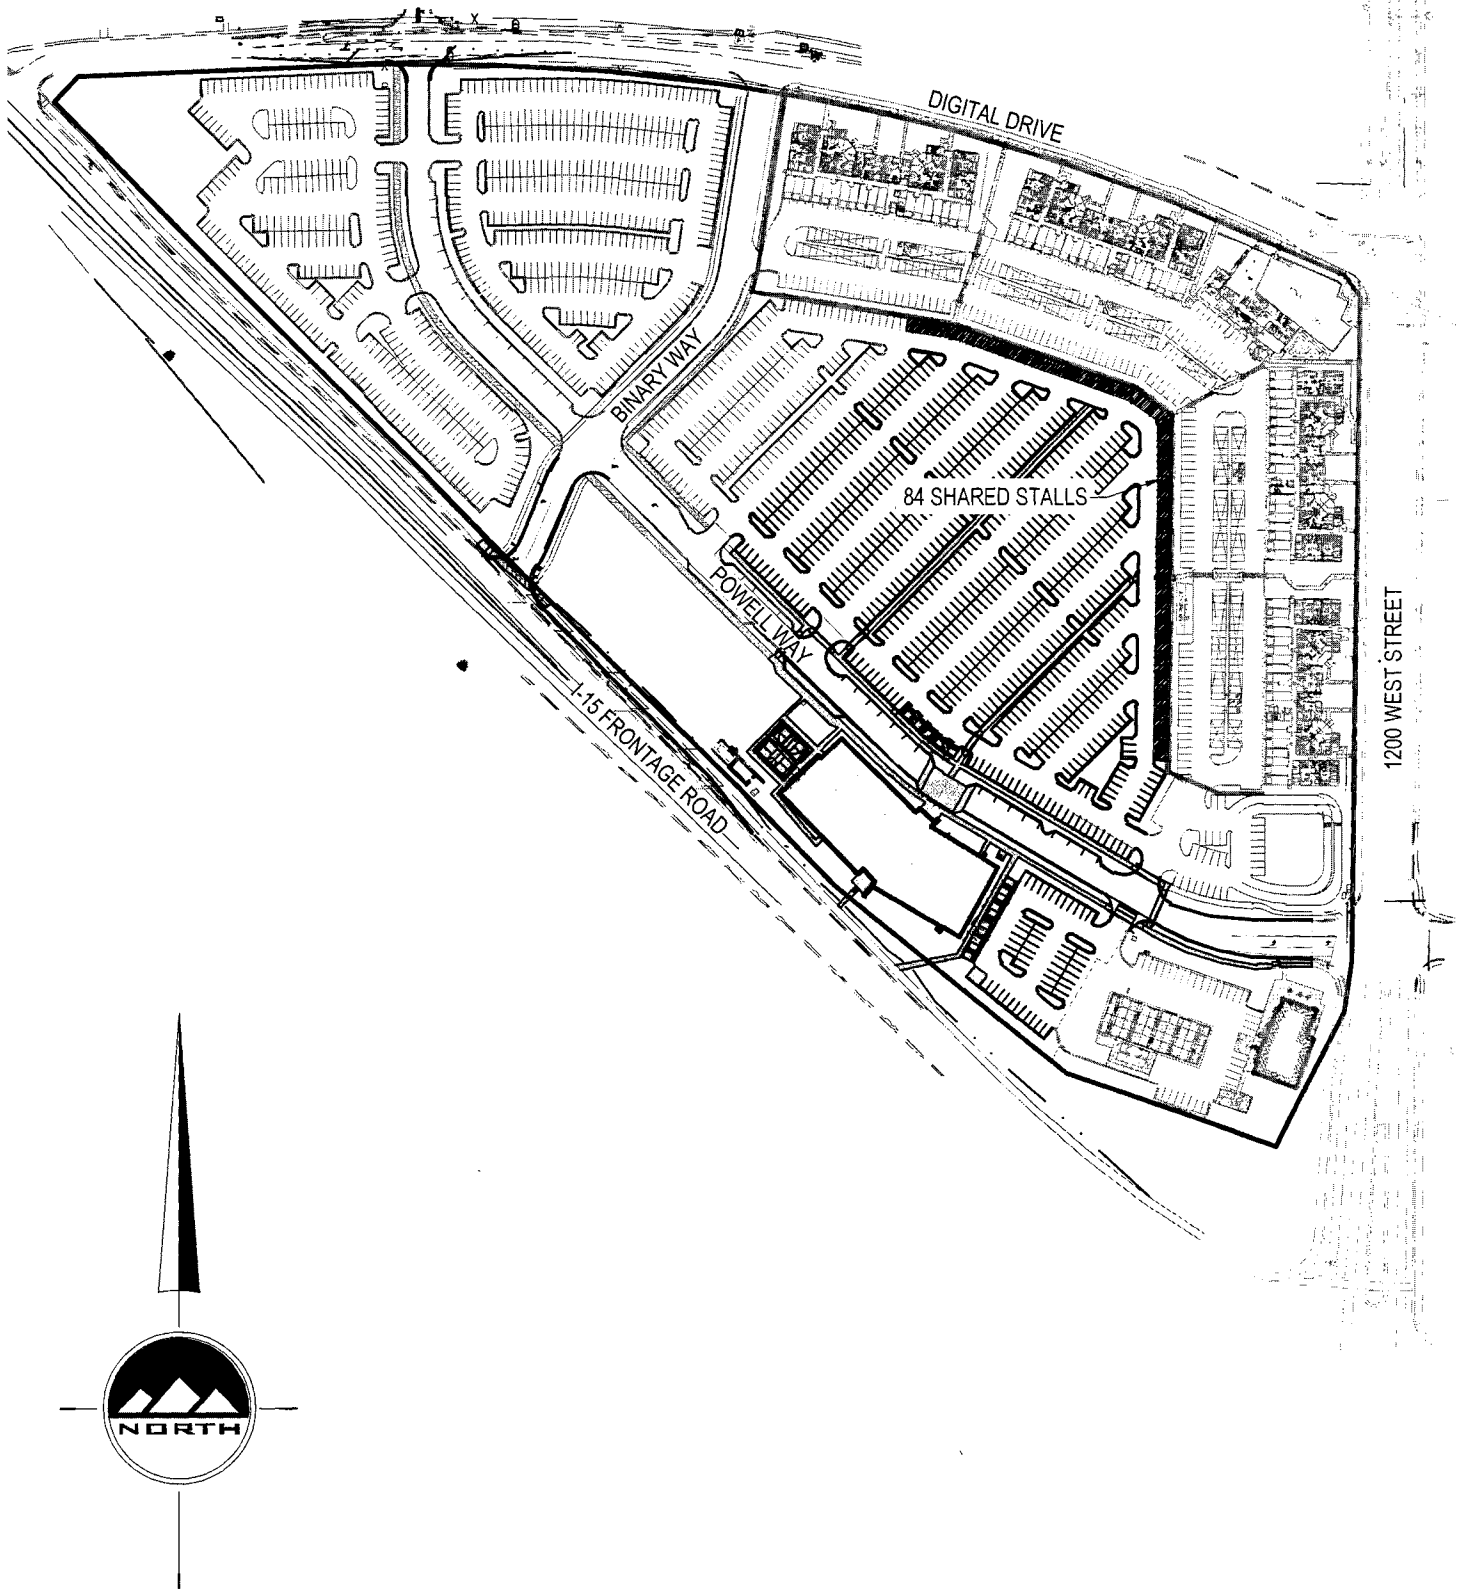 DIGITAL DRIVE
BINARY WAY
84 SHARED STALLS
POWELL WAY
I-15 FRONTAGE ROAD
1200 WEST STREET
NORTH